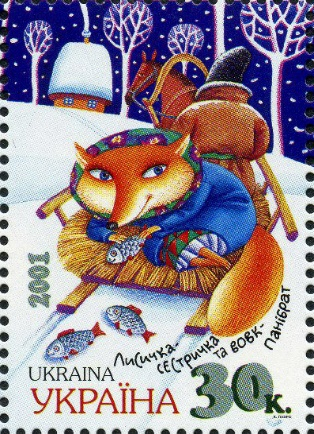 2001
Лисичка-
сестричка
та вовк-
панібрат
UKRAINA
УКРАЇНА
30к.